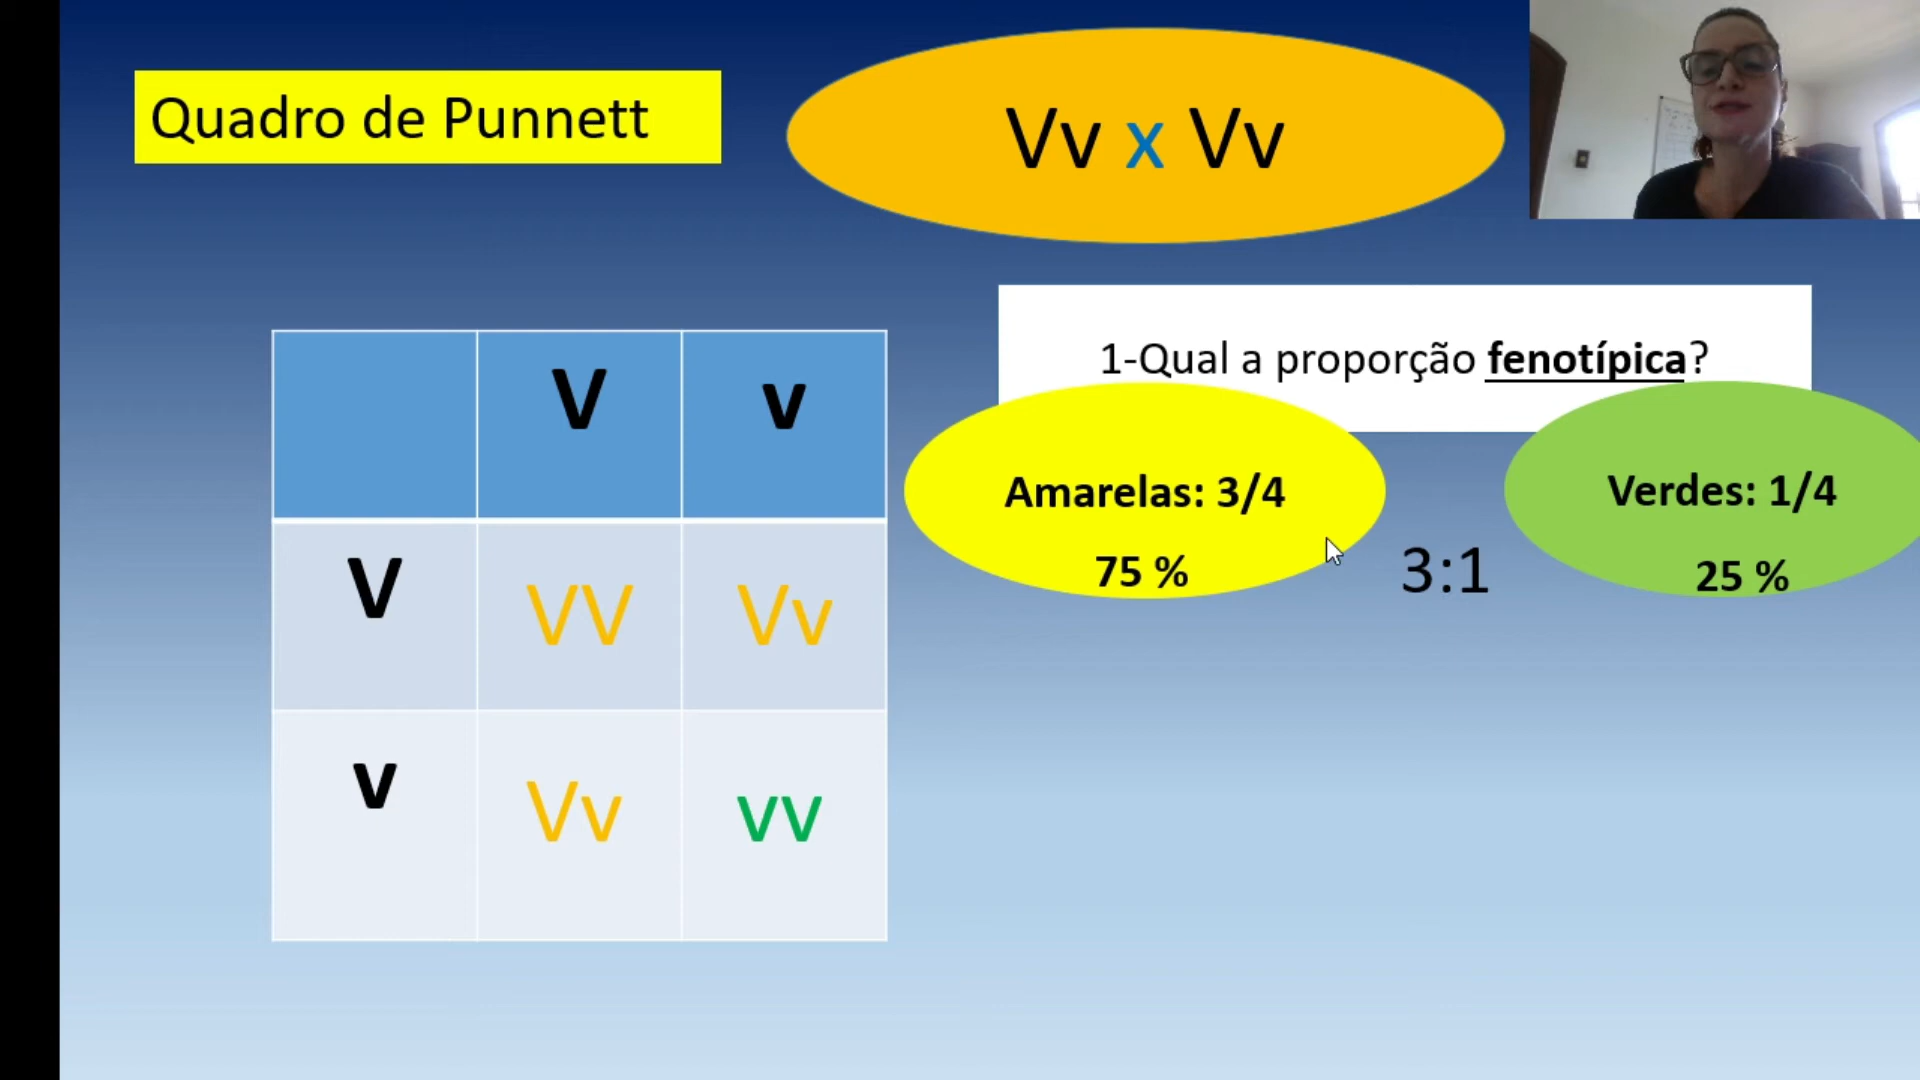 Quadro de Punnett
Vv x Vv
1-Qual a proporção fenotípica?
Amarelas: 3/4
75 %
3:1
Verdes: 1/4
25 %
V v
V VV Vv
v Vv vv